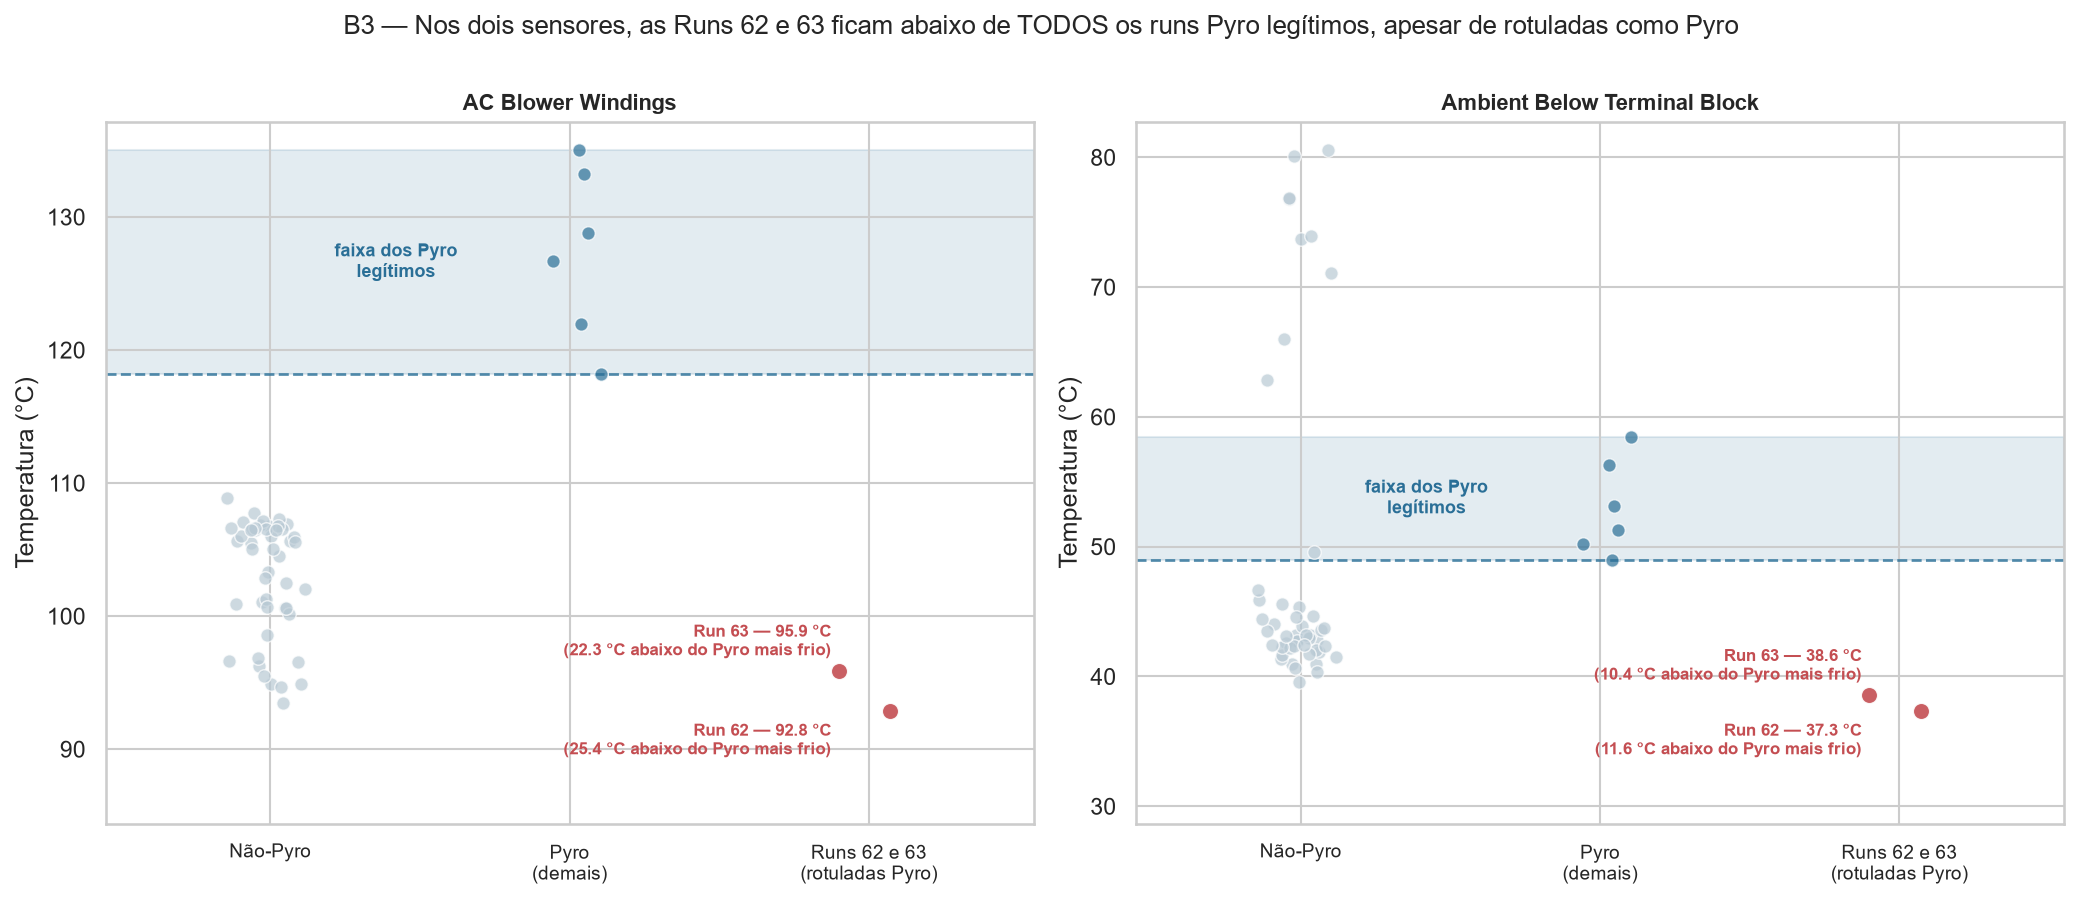 B3 — Nos dois sensores, as Runs 62 e 63 ficam abaixo de TODOS os runs Pyro legítimos, apesar de rotuladas como Pyro
AC Blower Windings
Temperatura (°C)
130
120
110
100
90
faixa dos Pyro
legítimos
Run 63 — 95.9 °C
(22.3 °C abaixo do Pyro mais frio)
Run 62 — 92.8 °C
(25.4 °C abaixo do Pyro mais frio)
Não-Pyro
Pyro
(demais)
Runs 62 e 63
(rotuladas Pyro)
Ambient Below Terminal Block
Temperatura (°C)
80
70
60
50
40
30
faixa dos Pyro
legítimos
Run 63 — 38.6 °C
(10.4 °C abaixo do Pyro mais frio)
Run 62 — 37.3 °C
(11.6 °C abaixo do Pyro mais frio)
Não-Pyro
Pyro
(demais)
Runs 62 e 63
(rotuladas Pyro)